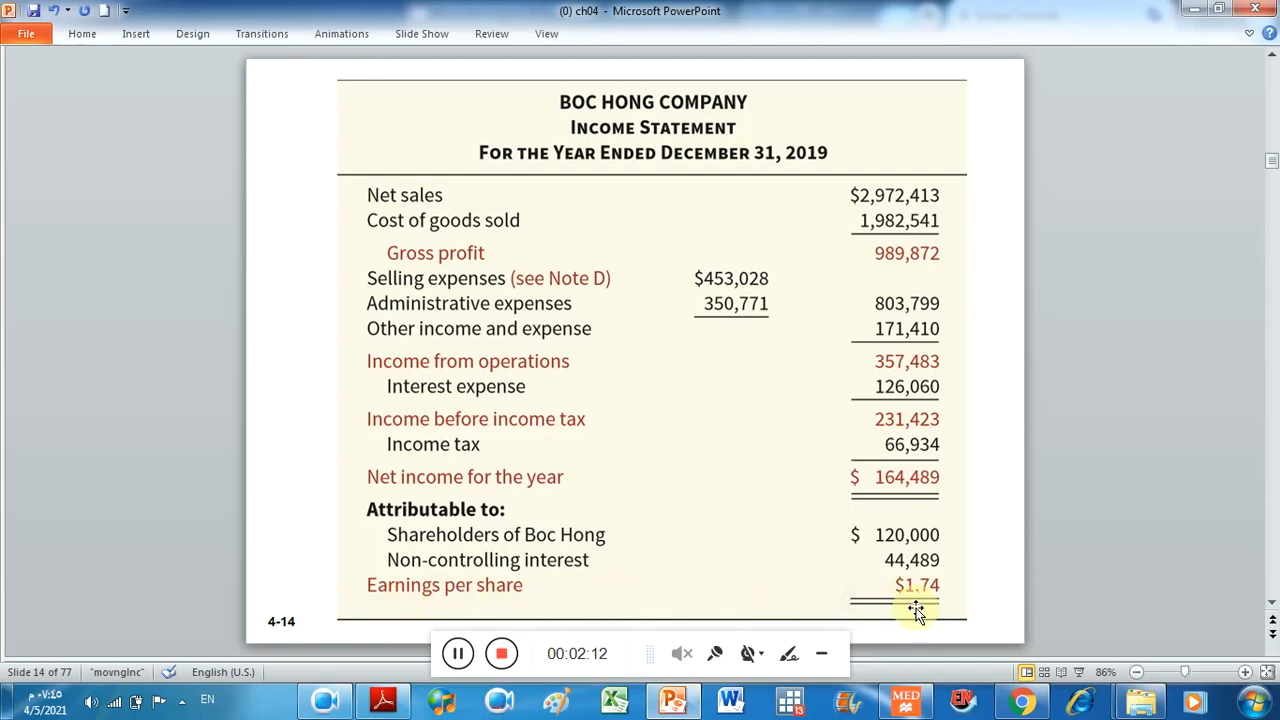 (0) ch04 - Microsoft PowerPoint
File Home Insert Design Transitions Animations Slide Show Review View
BOC HONG COMPANY
INCOME STATEMENT
FOR THE YEAR ENDED DECEMBER 31, 2019
Net sales $2,972,413
Cost of goods sold 1,982,541
Gross profit 989,872
Selling expenses (see Note D) $453,028
Administrative expenses 350,771 803,799
Other income and expense 171,410
Income from operations 357,483
Interest expense 126,060
Income before income tax 231,423
Income tax 66,934
Net income for the year $ 164,489
Attributable to:
Shareholders of Boc Hong $ 120,000
Non-controlling interest 44,489
Earnings per share $1.74
4-14
00:02:12
Slide 14 of 77 "movngInc" English (U.S.) 86%
٠٧:٤٥ م
4/5/2021
EN
MED
13